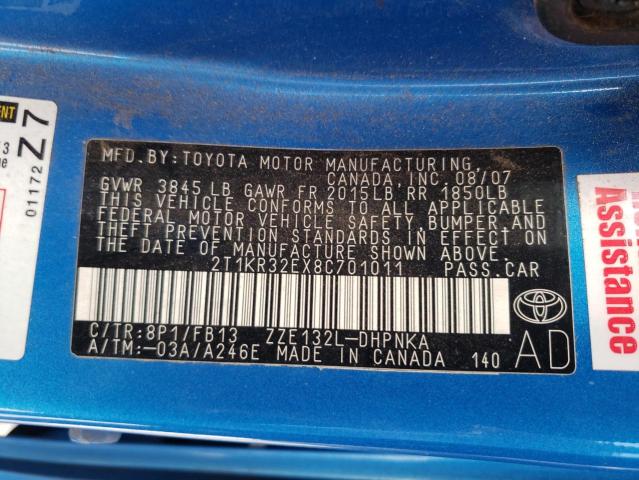 MFD.BY:TOYOTA MOTOR MANUFACTURING,
CANADA, INC. 08/07
GVWR 3845LB GAWR FR 2015LB RR 1850LB
THIS VEHICLE CONFORMS TO ALL APPLICABLE
FEDERAL MOTOR VEHICLE SAFETY, BUMPER, AND
THEFT PREVENTION STANDARDS IN EFFECT ON
THE DATE OF MANUFACTURE SHOWN ABOVE.
2T1KR32EX8C701011 PASS.CAR
C/TR:8P1/FB13 ZZE132L-DHPNKA
A/TM:-03A/A246E MADE IN CANADA 140
AD
01172
Z7
Assistance